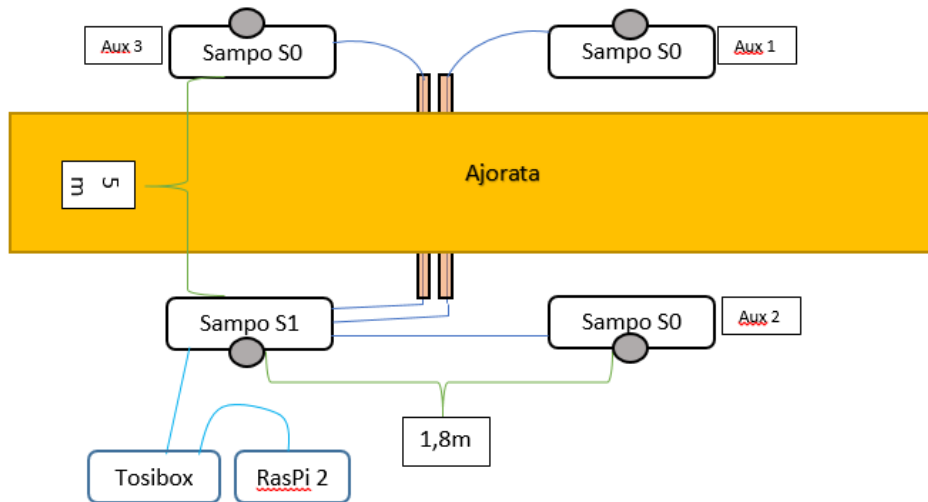 Aux 3
Sampo S0
Sampo S0
Aux 1
Ajorata
5
m
Sampo S1
Sampo S0
Aux 2
1,8m
Tosibox
RasPi 2